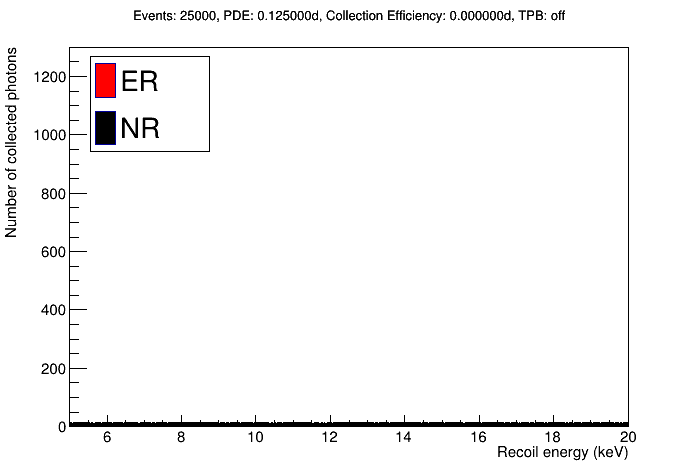 Events: 25000, PDE: 0.125000d, Collection Efficiency: 0.000000d, TPB: off
Number of collected photons
1200
1000
800
600
400
200
0
ER
NR
6 8 10 12 14 16 18 20
Recoil energy (keV)